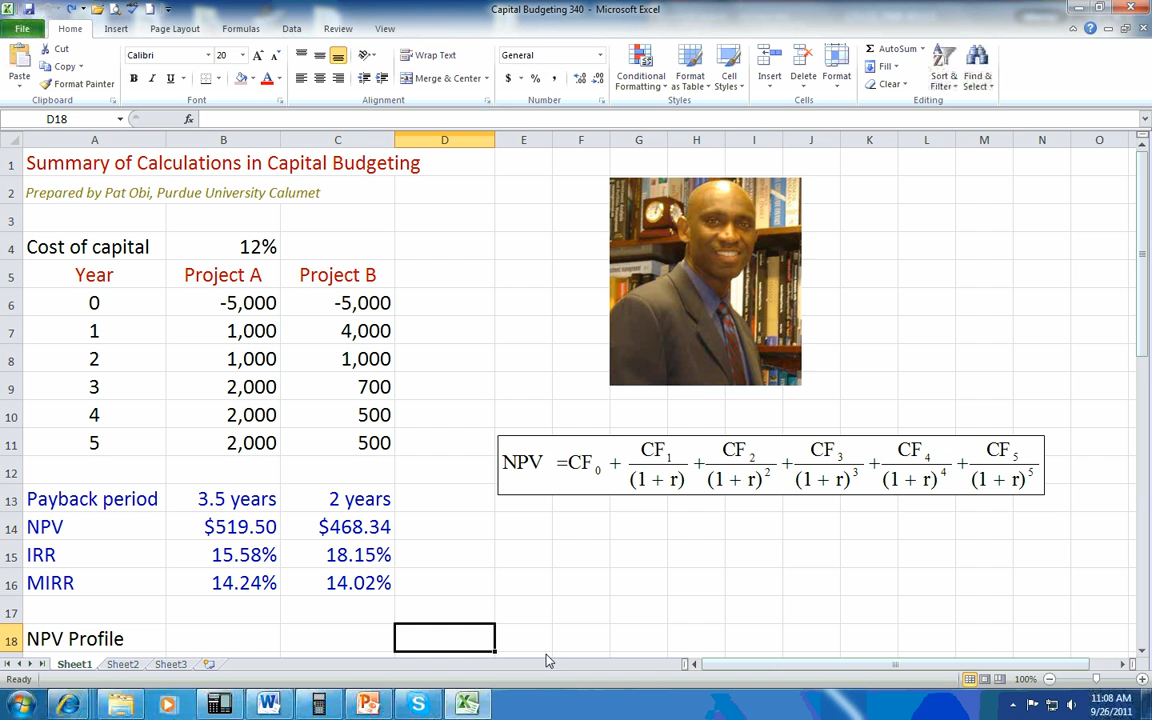 Capital Budgeting 340 - Microsoft Excel
File Home Insert Page Layout Formulas Data Review View
Paste
Cut
Copy
Format Painter
Clipboard
Calibri 20
B I U
Font
Wrap Text
Merge & Center
Alignment
General
$ % ,
Number
Conditional Formatting
Format as Table
Cell Styles
Styles
Insert Delete Format
Cells
Σ AutoSum
Fill
Clear
Sort & Filter
Find & Select
Editing
D18 fx
A B C D E F G H I J K L M N O
1 Summary of Calculations in Capital Budgeting
2 Prepared by Pat Obi, Purdue University Calumet
3
4 Cost of capital 12%
5 Year Project A Project B
6 0 -5,000 -5,000
7 1 1,000 4,000
8 2 1,000 1,000
9 3 2,000 700
10 4 2,000 500
11 5 2,000 500
NPV =CF0 + CF1/(1 + r) + CF2/(1 + r)^2 + CF3/(1 + r)^3 + CF4/(1 + r)^4 + CF5/(1 + r)^5
12
13 Payback period 3.5 years 2 years
14 NPV $519.50 $468.34
15 IRR 15.58% 18.15%
16 MIRR 14.24% 14.02%
17
18 NPV Profile
Sheet1 Sheet2 Sheet3
Ready 100%
11:08 AM
9/26/2011